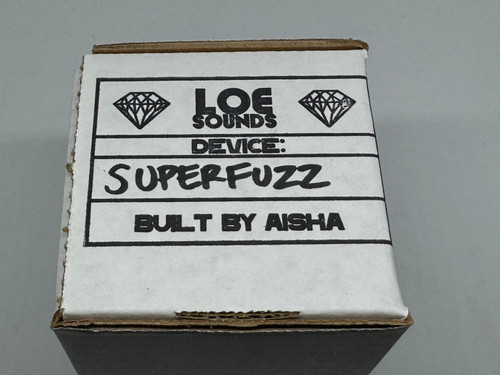 LOE
SOUNDS
DEVICE:
SUPERFUZZ
BUILT BY AISHA